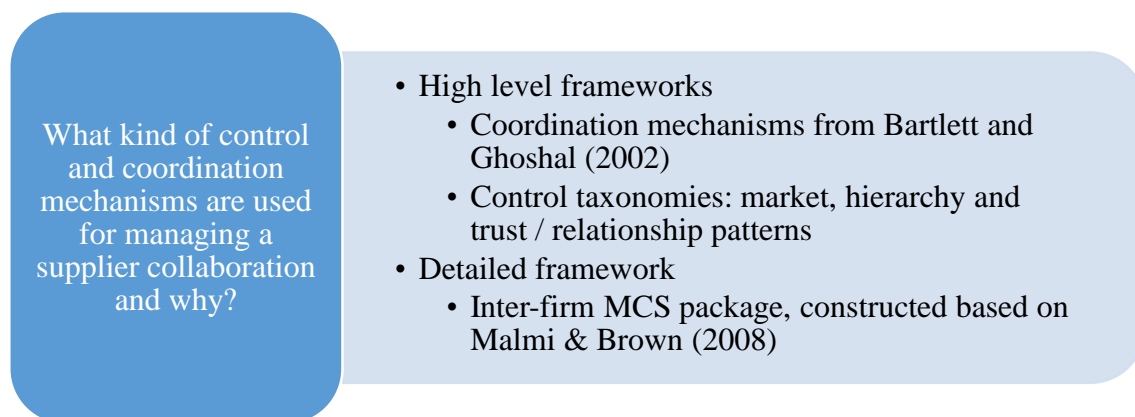 What kind of control
and coordination
mechanisms are used
for managing a
supplier collaboration
and why?
• High level frameworks
• Coordination mechanisms from Bartlett and
Ghoshal (2002)
• Control taxonomies: market, hierarchy and
trust / relationship patterns
• Detailed framework
• Inter-firm MCS package, constructed based on
Malmi & Brown (2008)